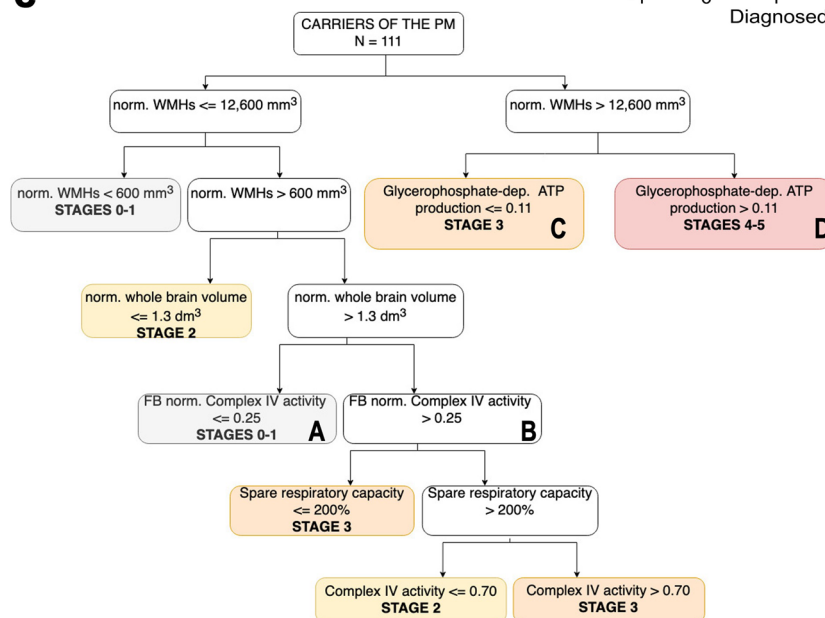 Diagnosed
CARRIERS OF THE PM
N = 111
norm. WMHs <= 12,600 mm3
norm. WMHs > 12,600 mm3
norm. WMHs < 600 mm3
STAGES 0-1
norm. WMHs > 600 mm3
Glycerophosphate-dep. ATP
production <= 0.11
STAGE 3
C
Glycerophosphate-dep. ATP
production > 0.11
STAGES 4-5
D
norm. whole brain volume
<= 1.3 dm3
STAGE 2
norm. whole brain volume
> 1.3 dm3
FB norm. Complex IV activity
<= 0.25
STAGES 0-1
A
FB norm. Complex IV activity
> 0.25
B
Spare respiratory capacity
<= 200%
STAGE 3
Spare respiratory capacity
> 200%
Complex IV activity <= 0.70
STAGE 2
Complex IV activity > 0.70
STAGE 3